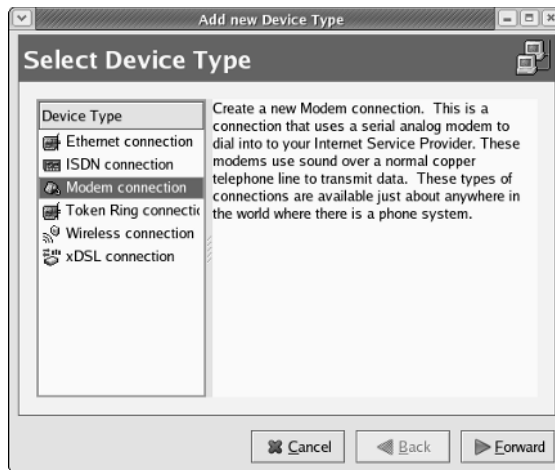 Add new Device Type
Select Device Type
Device Type
Ethernet connection
ISDN connection
Modem connection
Token Ring connectic
Wireless connection
xDSL connection
Create a new Modem connection. This is a
connection that uses a serial analog modem to
dial into to your Internet Service Provider. These
modems use sound over a normal copper
telephone line to transmit data. These types of
connections are available just about anywhere in
the world where there is a phone system.
Cancel
Back
Forward